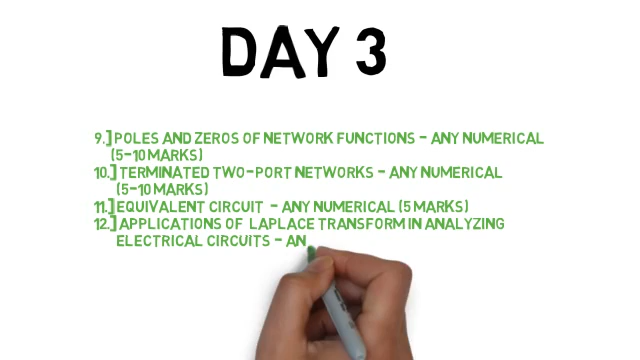 DAY 3
9.] POLES AND ZEROS OF NETWORK FUNCTIONS - ANY NUMERICAL
(5-10 MARKS)
10.] TERMINATED TWO-PORT NETWORKS - ANY NUMERICAL
(5-10 MARKS)
11.] EQUIVALENT CIRCUIT - ANY NUMERICAL (5 MARKS)
12.] APPLICATIONS OF LAPLACE TRANSFORM IN ANALYZING
ELECTRICAL CIRCUITS - AN